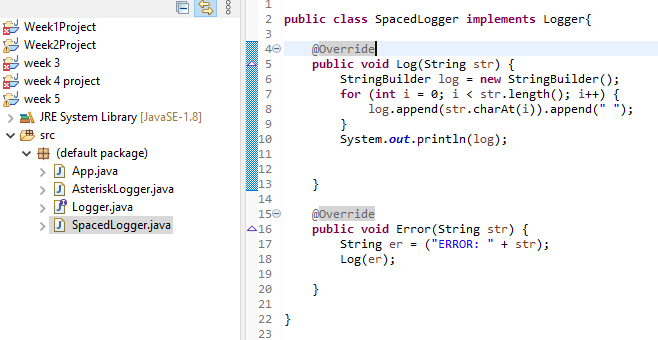 Week1Project
Week2Project
week 3
week 4 project
week 5
JRE System Library [JavaSE-1.8]
src
(default package)
App.java
AsteriskLogger.java
Logger.java
SpacedLogger.java
1
2 public class SpacedLogger implements Logger{
3
4 @Override
5 public void Log(String str) {
6 StringBuilder log = new StringBuilder();
7 for (int i = 0; i < str.length(); i++) {
8 log.append(str.charAt(i)).append(" ");
9 }
10 System.out.println(log);
11
12
13 }
14
15 @Override
16 public void Error(String str) {
17 String er = ("ERROR: " + str);
18 Log(er);
19
20 }
21
22 }
23